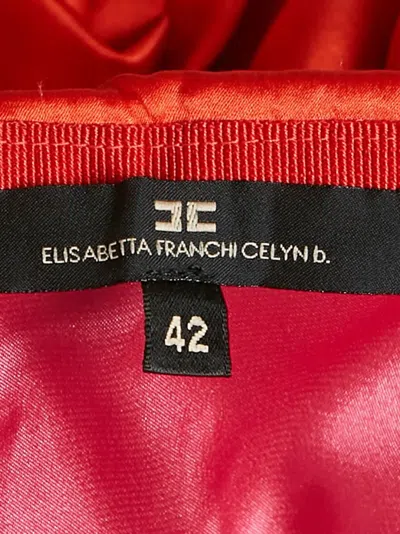 ELISABETTA FRANCHI CELYN b.
42